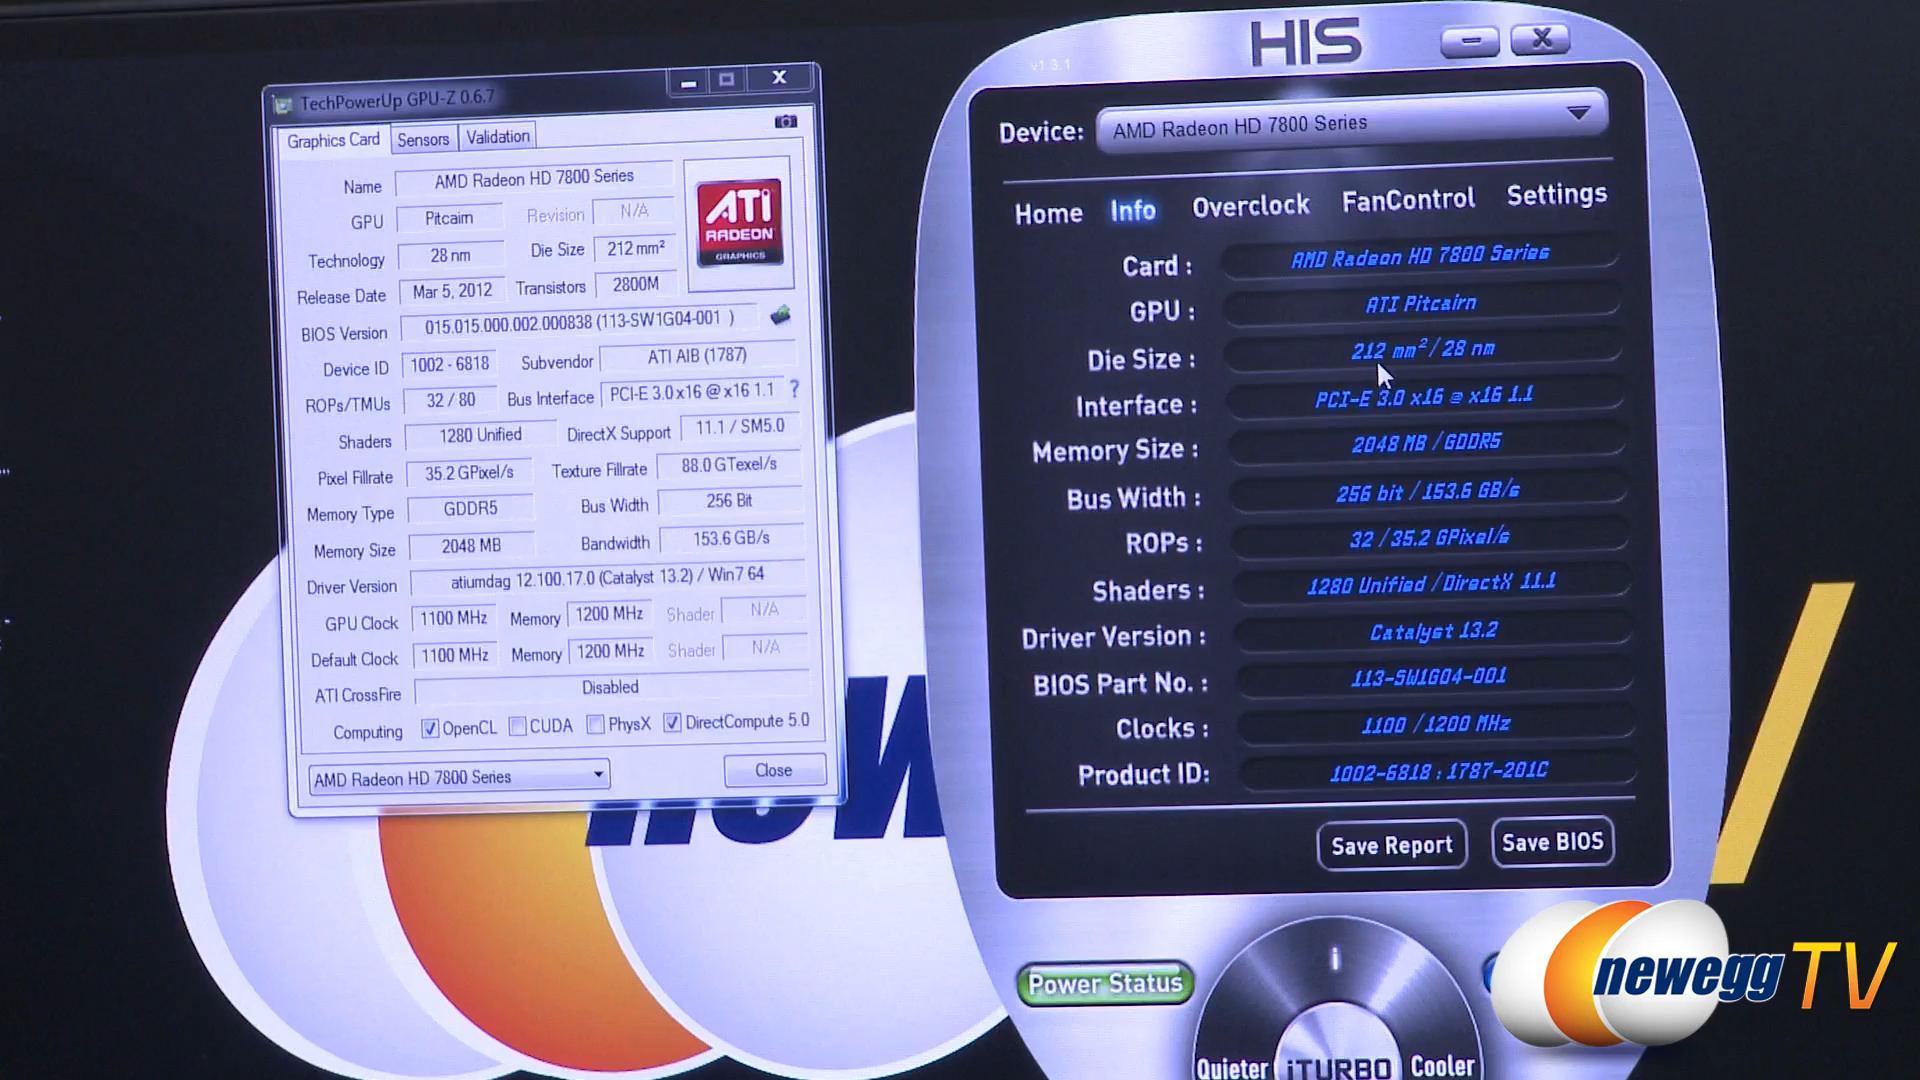 TechPowerUp GPU-Z 0.6.7
Graphics Card Sensors Validation
Name AMD Radeon HD 7800 Series
GPU Pitcairn Revision N/A
Technology 28 nm Die Size 212 mm²
Release Date Mar 5, 2012 Transistors 2800M
BIOS Version 015.015.000.002.000838 (113-SW1G04-001 )
Device ID 1002 - 6818 Subvendor ATI AIB (1787)
ROPs/TMUs 32 / 80 Bus Interface PCI-E 3.0 x16 @ x16 1.1 ?
Shaders 1280 Unified DirectX Support 11.1 / SM5.0
Pixel Fillrate 35.2 GPixel/s Texture Fillrate 88.0 GTexel/s
Memory Type GDDR5 Bus Width 256 Bit
Memory Size 2048 MB Bandwidth 153.6 GB/s
Driver Version atiumdag 12.100.17.0 (Catalyst 13.2) / Win7 64
GPU Clock 1100 MHz Memory 1200 MHz Shader N/A
Default Clock 1100 MHz Memory 1200 MHz Shader N/A
ATI CrossFire Disabled
Computing OpenCL CUDA PhysX DirectCompute 5.0
AMD Radeon HD 7800 Series Close
ATI
RADEON
GRAPHICS
HIS
v1.3.1
Device: AMD Radeon HD 7800 Series
Home Info Overclock FanControl Settings
Card : AMD Radeon HD 7800 Series
GPU : ATI Pitcairn
Die Size : 212 mm² / 28 nm
Interface : PCI-E 3.0 x16 @ x16 1.1
Memory Size : 2048 MB / GDDR5
Bus Width : 256 bit / 153.6 GB/s
ROPs : 32 / 35.2 GPixel/s
Shaders : 1280 Unified / DirectX 11.1
Driver Version : Catalyst 13.2
BIOS Part No. : 113-SW1G04-001
Clocks : 1100 / 1200 MHz
Product ID: 1002-6818 : 1787-201C
Save Report Save BIOS
Power Status
Quieter iTURBO Cooler
newegg TV